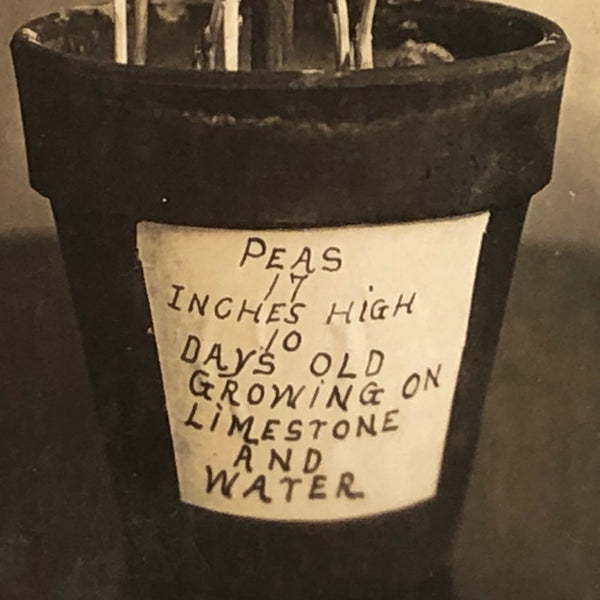 PEAS
17
INCHES HIGH
10
DAYS OLD
GROWING ON
LIMESTONE
AND
WATER